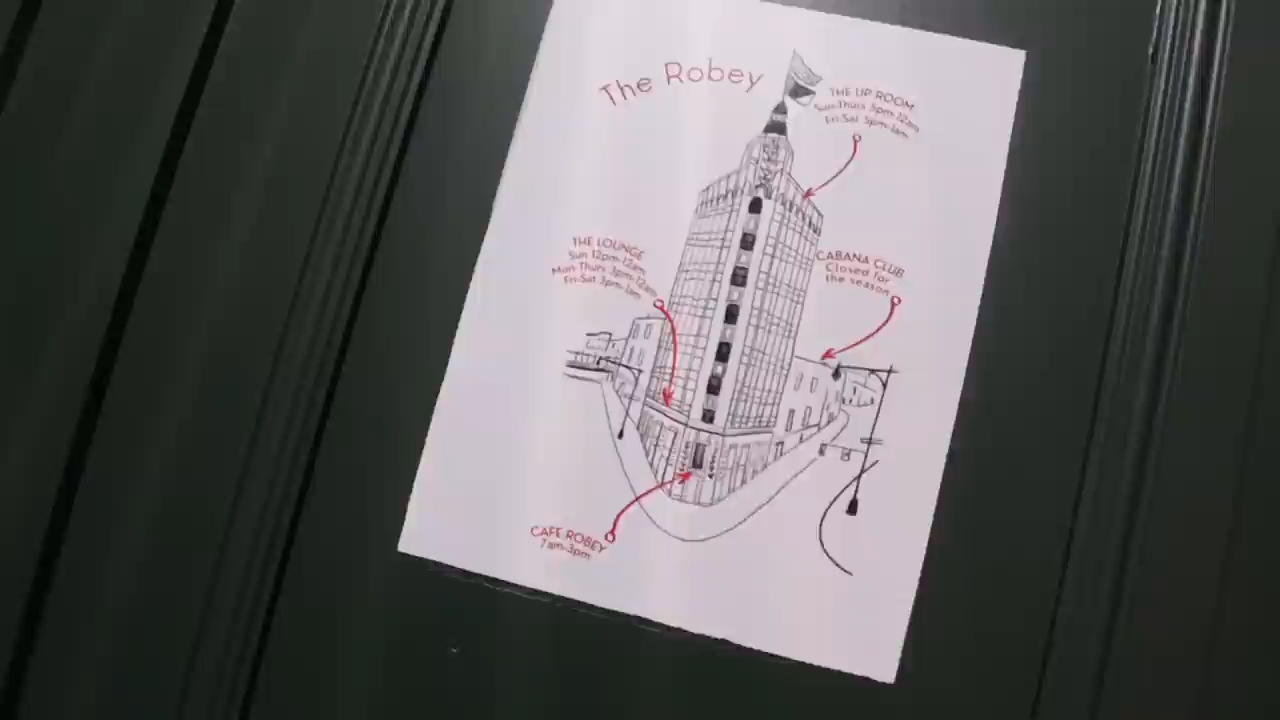 The Robey
THE UP ROOM
Sun-Thurs 5pm-12am
Fri-Sat 5pm-1am
THE LOUNGE
Sun 12pm-12am
Mon-Thurs 3pm-12am
Fri-Sat 3pm-1am
CABANA CLUB
Closed for
the season
CAFE ROBEY
7am-3pm